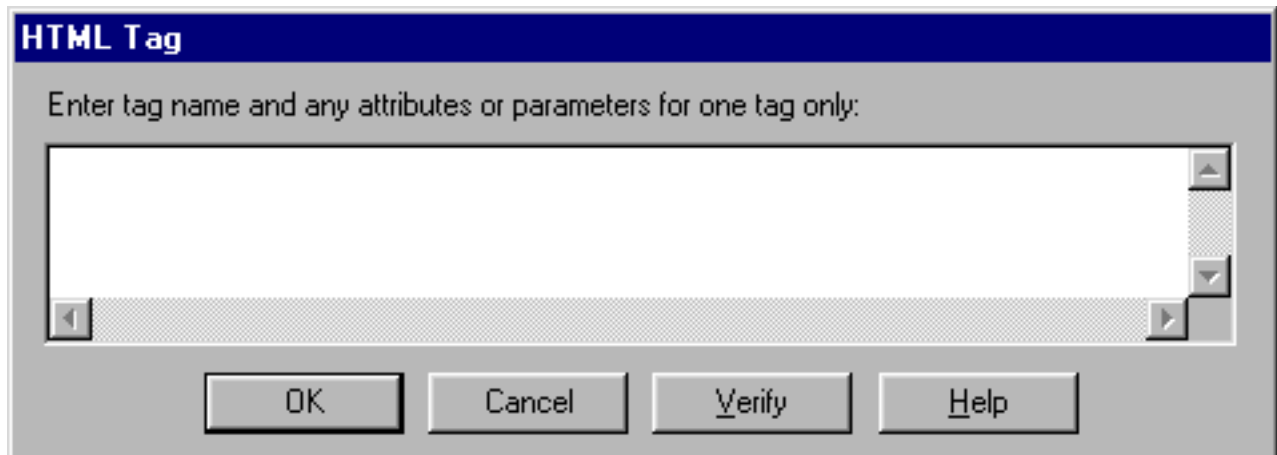 HTML Tag
Enter tag name and any attributes or parameters for one tag only:
OK Cancel Verify Help